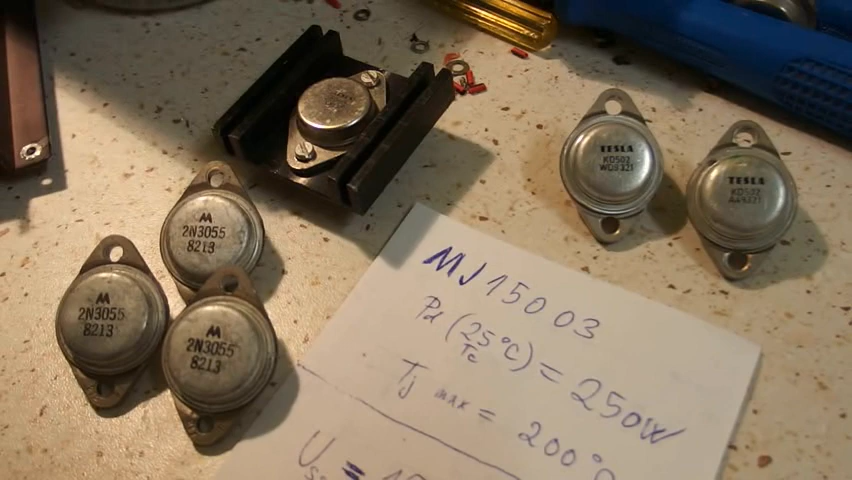 2N3055
8213
2N3055
8213
2N3055
8213
TESLA
KD502
TESLA
KD502
MJ15003
Pd (25°C) = 250W
Tc
Tj max = 200°C